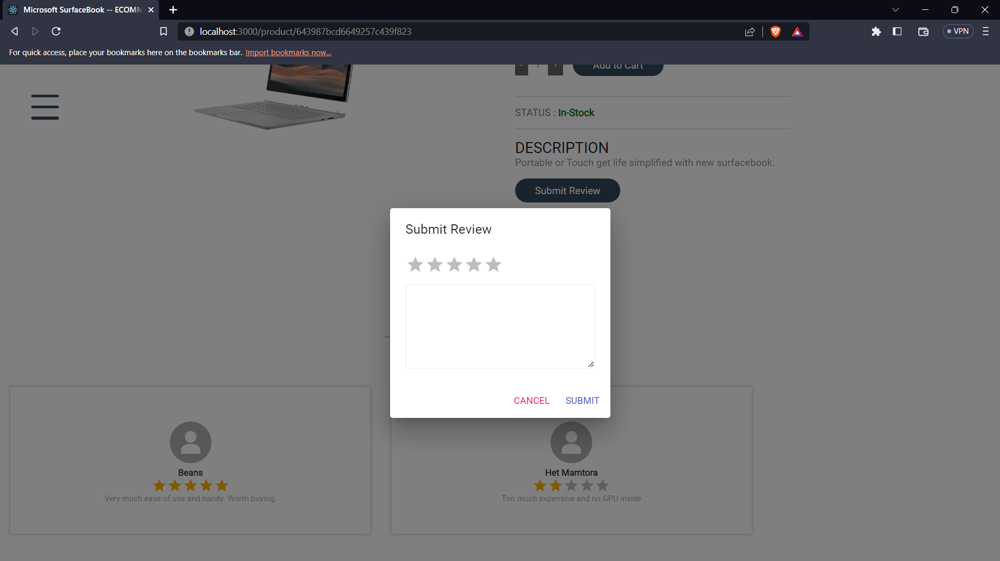 Microsoft SurfaceBook -- ECOMM
localhost:3000/product/643987bcd6649257c439f823
VPN
For quick access, place your bookmarks here on the bookmarks bar. Import bookmarks now...
Add to Cart
STATUS : In-Stock
DESCRIPTION
Portable or Touch get life simplified with new surfacebook.
Submit Review
Submit Review
CANCEL SUBMIT
Beans
Very much ease of use and handy. Worth buying.
Het Mamtora
Too much expensive and no GPU inside